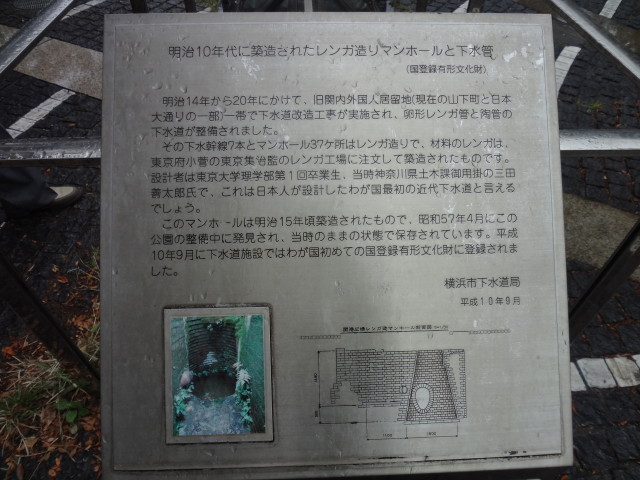 明治10年代に築造されたレンガ造りマンホールと下水管
(国登録有形文化財)
明治14年から20年にかけて、旧関内外国人居留地(現在の山下町と日本
大通りの一部)一帯で下水道改造工事が実施され、卵形レンガ管と陶管の
下水道が整備されました。
その下水幹線7本とマンホール37ケ所はレンガ造りで、材料のレンガは、
東京府小菅の東京集治監のレンガ工場に注文して築造されたものです。
設計者は東京大学理学部第1回卒業生、当時神奈川県土木課御用掛の三田
善太郎氏で、これは日本人が設計したわが国最初の近代下水道と言える
でしょう。
このマンホールは明治15年頃築造されたもので、昭和57年4月にこの
公園の整備中に発見され、当時のままの状態で保存されています。平成
10年9月に下水道施設ではわが国初めての国登録有形文化財に登録されま
した。
横浜市下水道局
平成10年9月